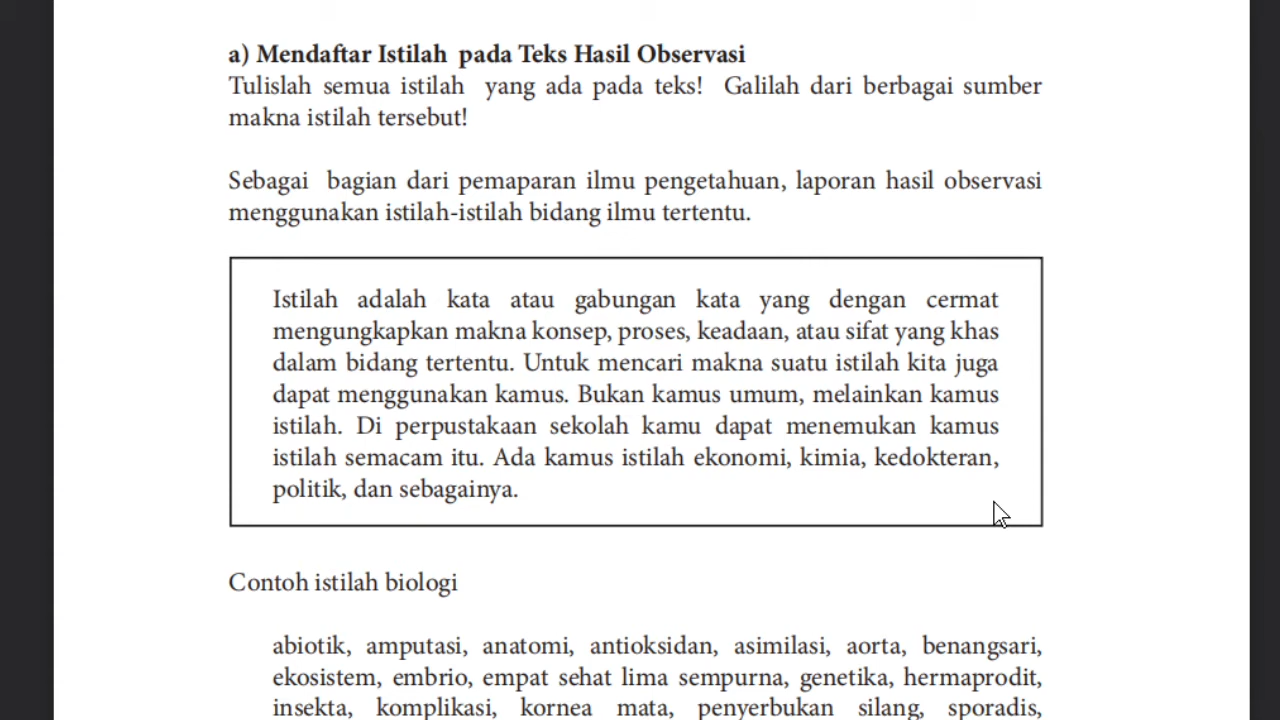 a) Mendaftar Istilah pada Teks Hasil Observasi
Tulislah semua istilah yang ada pada teks! Galilah dari berbagai sumber
makna istilah tersebut!
Sebagai bagian dari pemaparan ilmu pengetahuan, laporan hasil observasi
menggunakan istilah-istilah bidang ilmu tertentu.
Istilah adalah kata atau gabungan kata yang dengan cermat
mengungkapkan makna konsep, proses, keadaan, atau sifat yang khas
dalam bidang tertentu. Untuk mencari makna suatu istilah kita juga
dapat menggunakan kamus. Bukan kamus umum, melainkan kamus
istilah. Di perpustakaan sekolah kamu dapat menemukan kamus
istilah semacam itu. Ada kamus istilah ekonomi, kimia, kedokteran,
politik, dan sebagainya.
Contoh istilah biologi
abiotik, amputasi, anatomi, antioksidan, asimilasi, aorta, benangsari,
ekosistem, embrio, empat sehat lima sempurna, genetika, hermaprodit,
insekta, komplikasi, kornea mata, penyerbukan silang, sporadis,